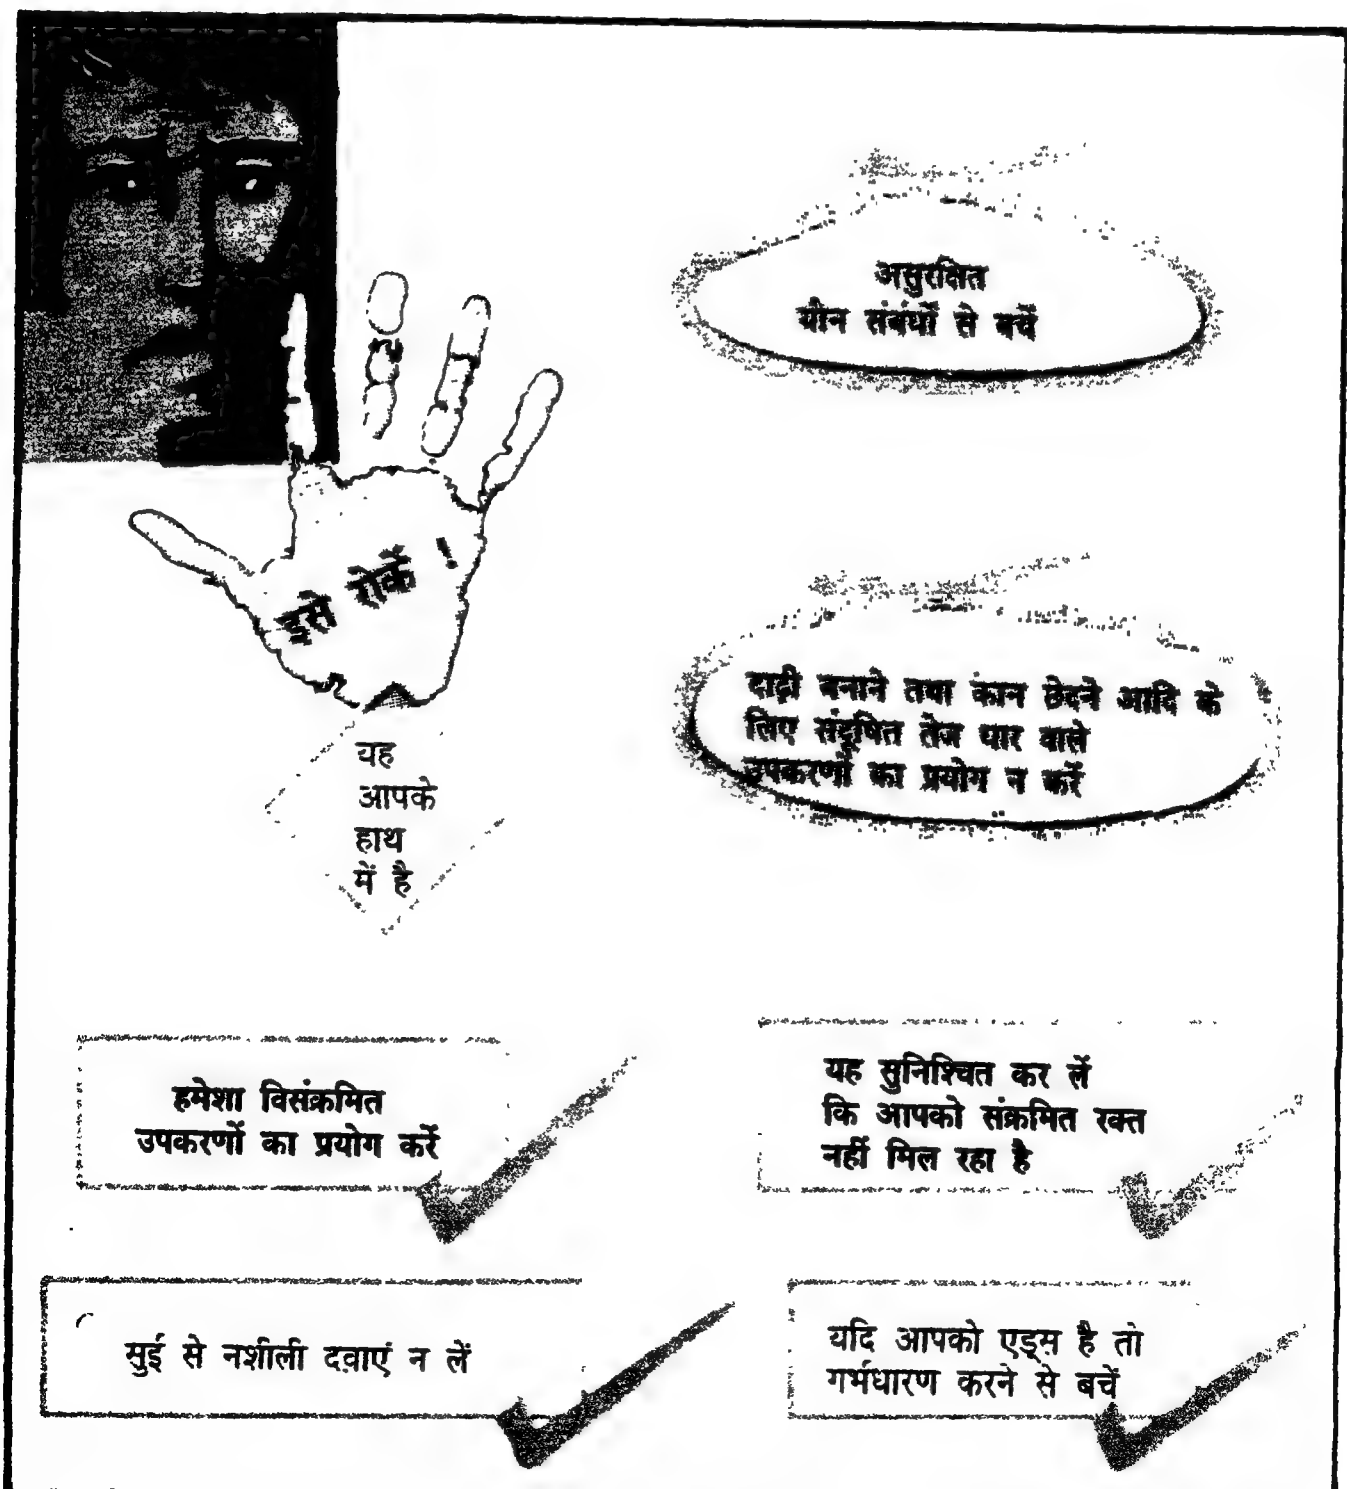 इसे रोकें !
यह
आपके
हाथ
में है
असुरक्षित
यौन संबंधों से बचें
दाढ़ी बनाने तथा कान छेदने आदि के
लिए संदूषित तेज धार वाले
उपकरणों का प्रयोग न करें
हमेशा विसंक्रमित
उपकरणों का प्रयोग करें
यह सुनिश्चित कर लें
कि आपको संक्रमित रक्त
नहीं मिल रहा है
सुई से नशीली दवाएं न लें
यदि आपको एड्स है तो
गर्भधारण करने से बचें